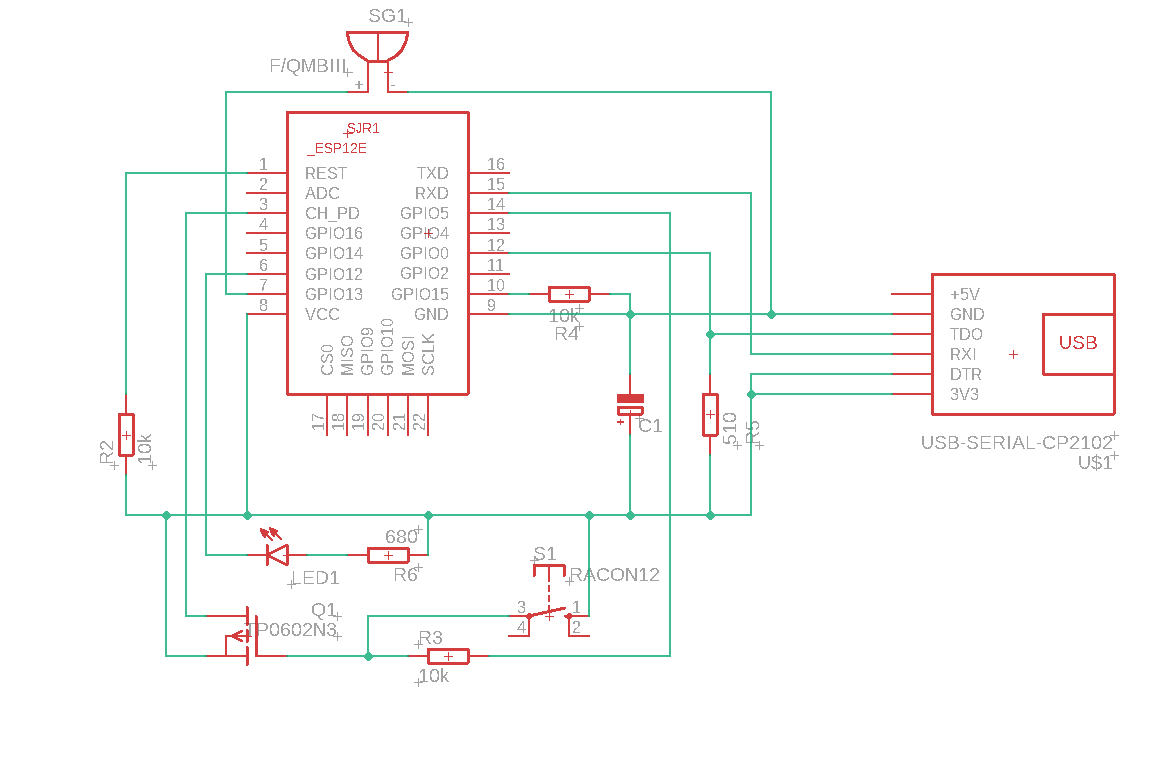 SG1
F/QMBIII
+ -
SJR1
_ESP12E
1 REST TXD 16
2 ADC RXD 15
3 CH_PD GPIO5 14
4 GPIO16 GPIO4 13
5 GPIO14 GPIO0 12
6 GPIO12 GPIO2 11
7 GPIO13 GPIO15 10
8 VCC GND 9
CS0 MISO GPIO9 GPIO10 MOSI SCLK
17 18 19 20 21 22
10k
R4
+5V
GND
TDO
RXI
DTR
3V3
USB
USB-SERIAL-CP2102
U$1
R2 10k
+ C1
510 R5
LED1
680
R6
S1
RACON12
3 1
4 2
Q1
TP0602N3
R3
10k